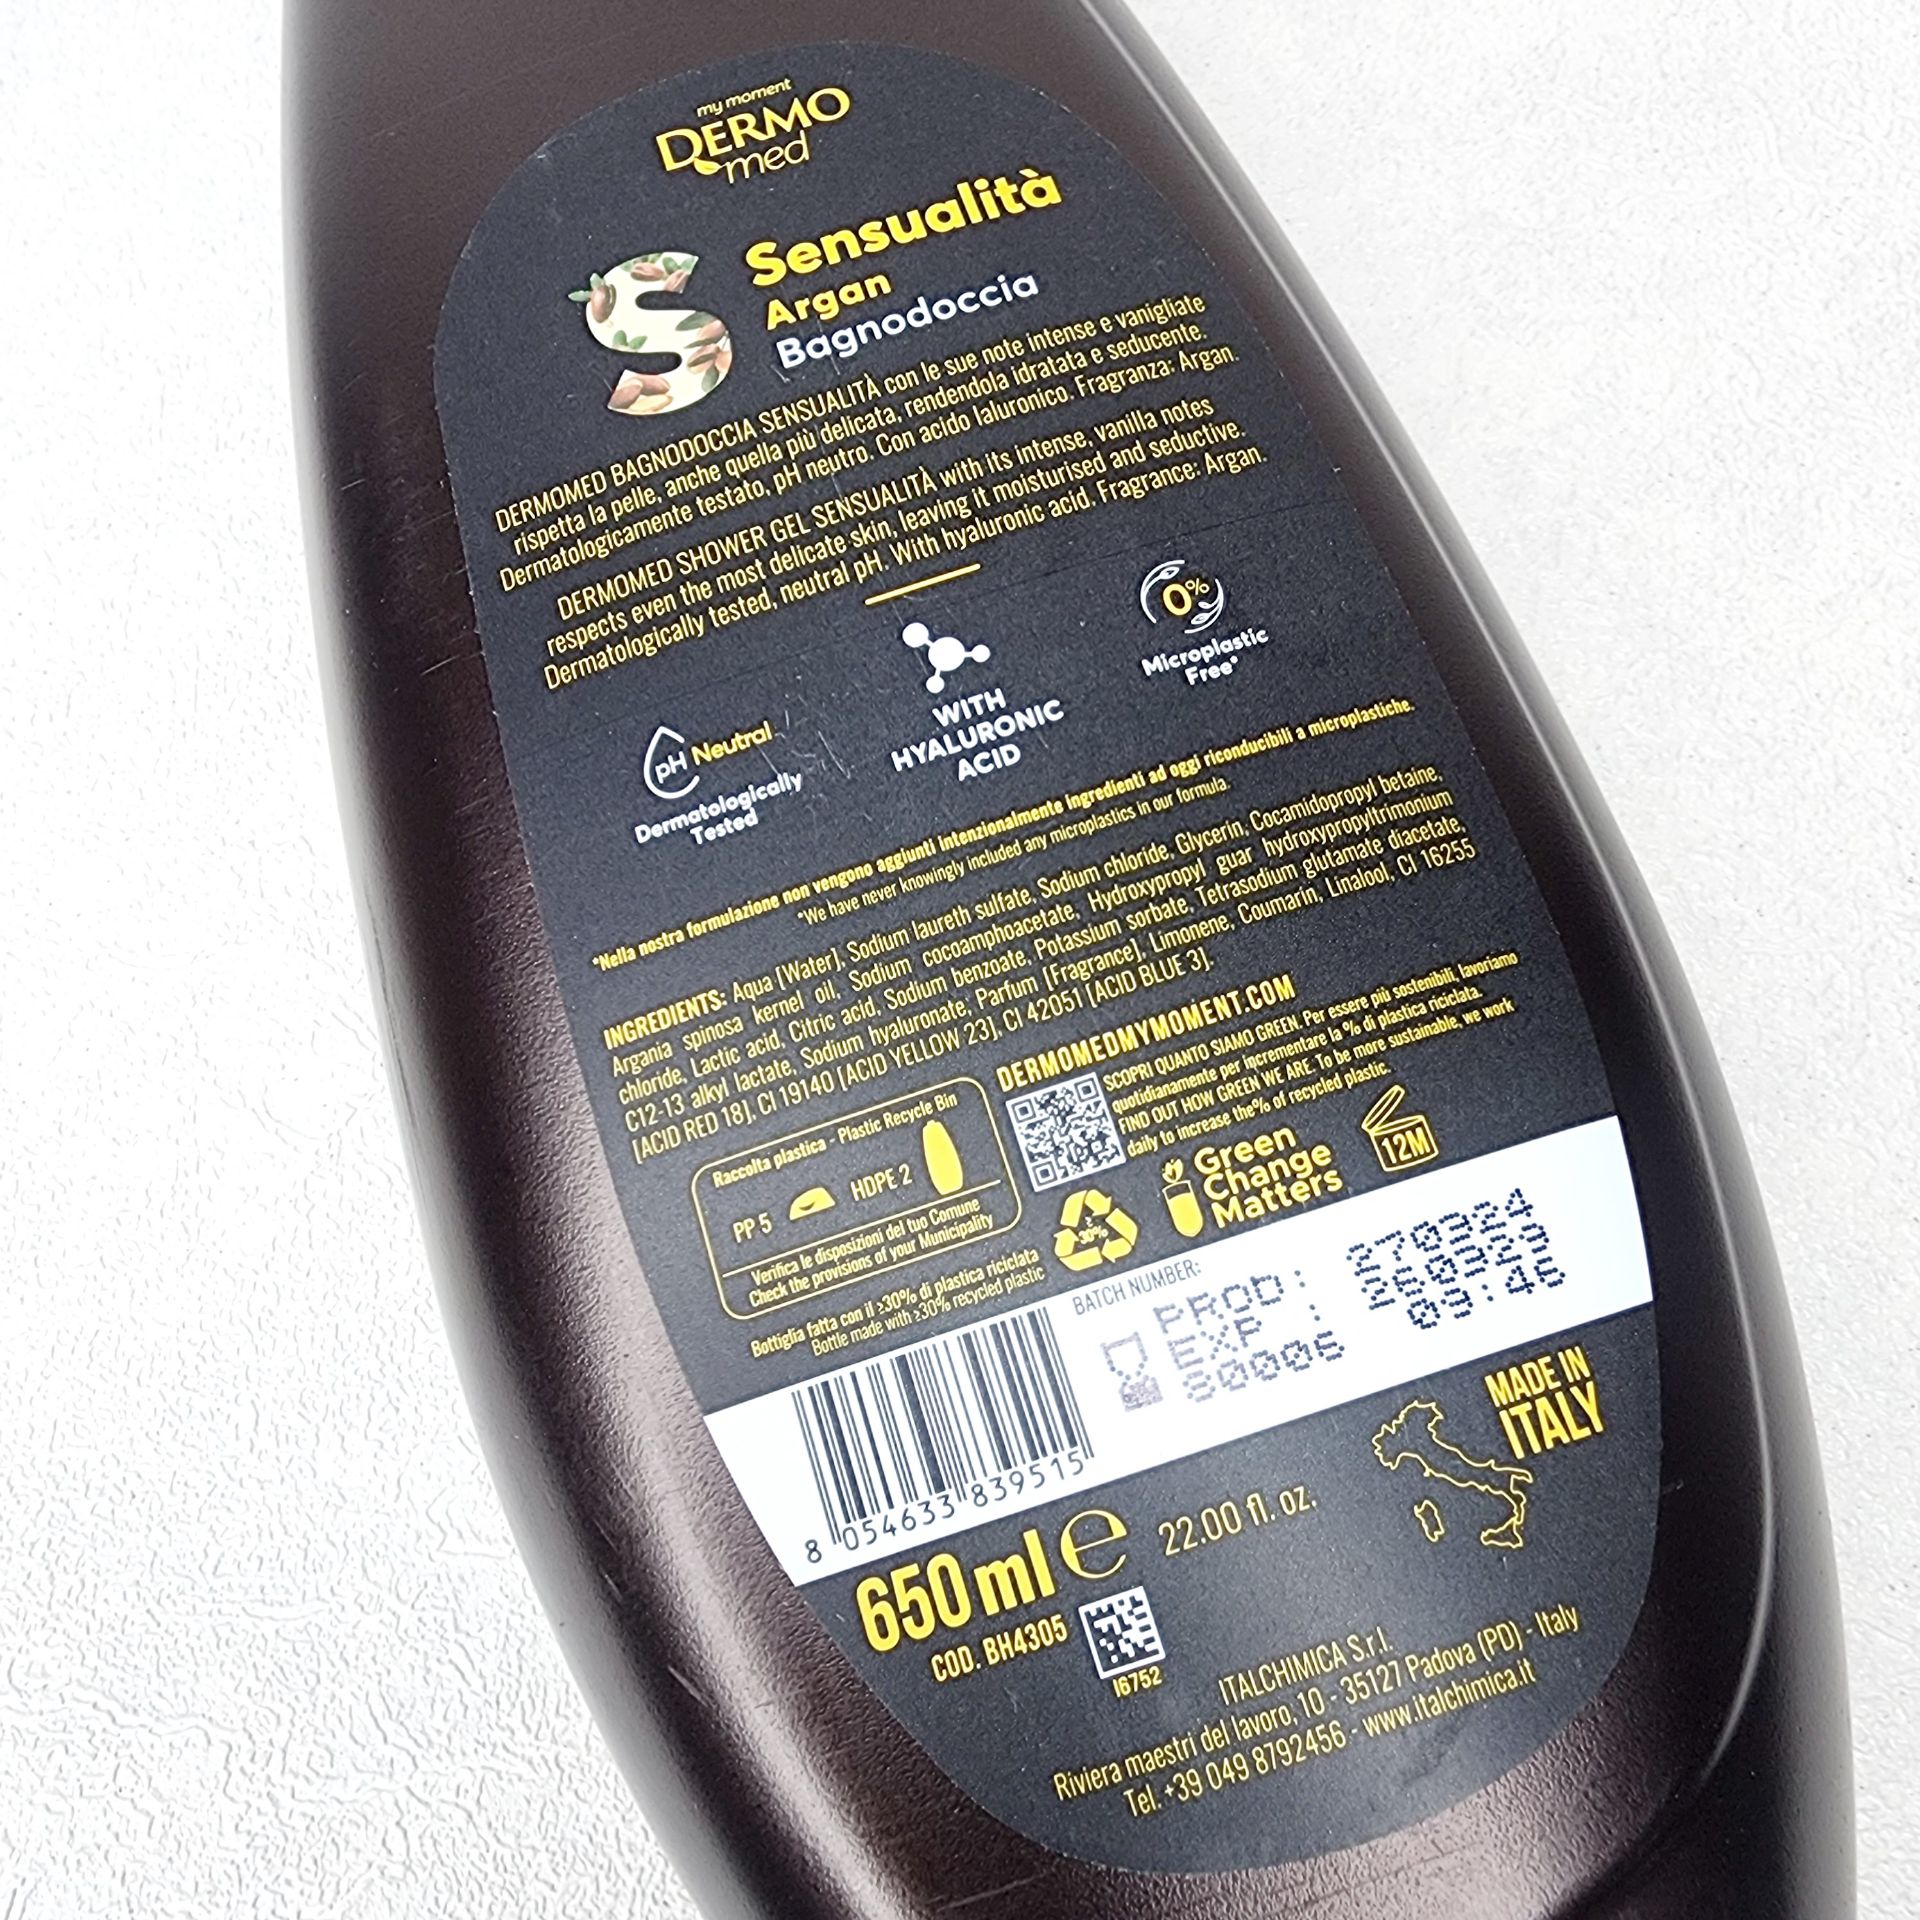 my moment
DERMO
med
Sensualità
Argan
Bagnodoccia
DERMOMED BAGNODOCCIA SENSUALITÀ con le sue note intense e vanigliate
rispetta la pelle, anche quella più delicata, rendendola idratata e seducente.
Dermatologicamente testato, pH neutro. Con acido Ialuronico. Fragranza: Argan.
DERMOMED SHOWER GEL SENSUALITÀ with its intense, vanilla notes
respects even the most delicate skin, leaving it moisturised and seductive.
Dermatologically tested, neutral pH. With hyaluronic acid. Fragrance: Argan.
pH Neutral
Dermatologically
Tested
WITH
HYALURONIC
ACID
0%
Microplastic
Free*
*Nella nostra formulazione non vengono aggiunti intenzionalmente ingredienti ad oggi riconducibili a microplastiche.
*We have never knowingly included any microplastics in our formula.
INGREDIENTS: Aqua [Water], Sodium laureth sulfate, Sodium chloride, Glycerin, Cocamidopropyl betaine,
Argania spinosa kernel oil, Sodium cocoamphoacetate, Hydroxypropyl guar hydroxypropyltrimonium
chloride, Lactic acid, Citric acid, Sodium benzoate, Potassium sorbate, Tetrasodium glutamate diacetate,
C12-13 alkyl lactate, Sodium hyaluronate, Parfum [Fragrance], Limonene, Coumarin, Linalool, CI 16255
[ACID RED 18], CI 19140 [ACID YELLOW 23], CI 42051 [ACID BLUE 3].
DERMOMEDMYMOMENT.COM
SCOPRI QUANTO SIAMO GREEN. Per essere più sostenibili, lavoriamo
quotidianamente per incrementare la % di plastica riciclata.
FIND OUT HOW GREEN WE ARE. To be more sustainable, we work
daily to increase the% of recycled plastic.
Raccolta plastica - Plastic Recycle Bin
PP 5
HDPE 2
Verifica le disposizioni del tuo Comune
Check the provisions of your Municipality
≥
30%
Green
Change
Matters
12M
Bottiglia fatta con il ≥30% di plastica riciclata
Bottle made with ≥30% recycled plastic
BATCH NUMBER:
PROD: 270324
EXP : 260329
S0006 09:46
8 054633 839515
MADE IN
ITALY
650ml e 22.00 fl. oz.
COD. BH4305
I6752
ITALCHIMICA S.r.l.
Riviera maestri del lavoro, 10 - 35127 Padova (PD) - Italy
Tel. +39 049 8792456 - www.italchimica.it